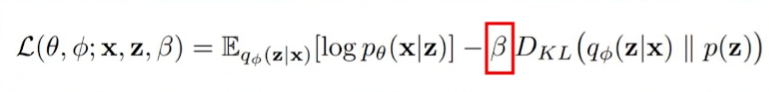 ℒ(θ, ϕ; x, z, β) = 𝔼_{q_ϕ(z|x)}[log p_θ(x|z)] − β D_{KL}(q_ϕ(z|x) ∥ p(z))